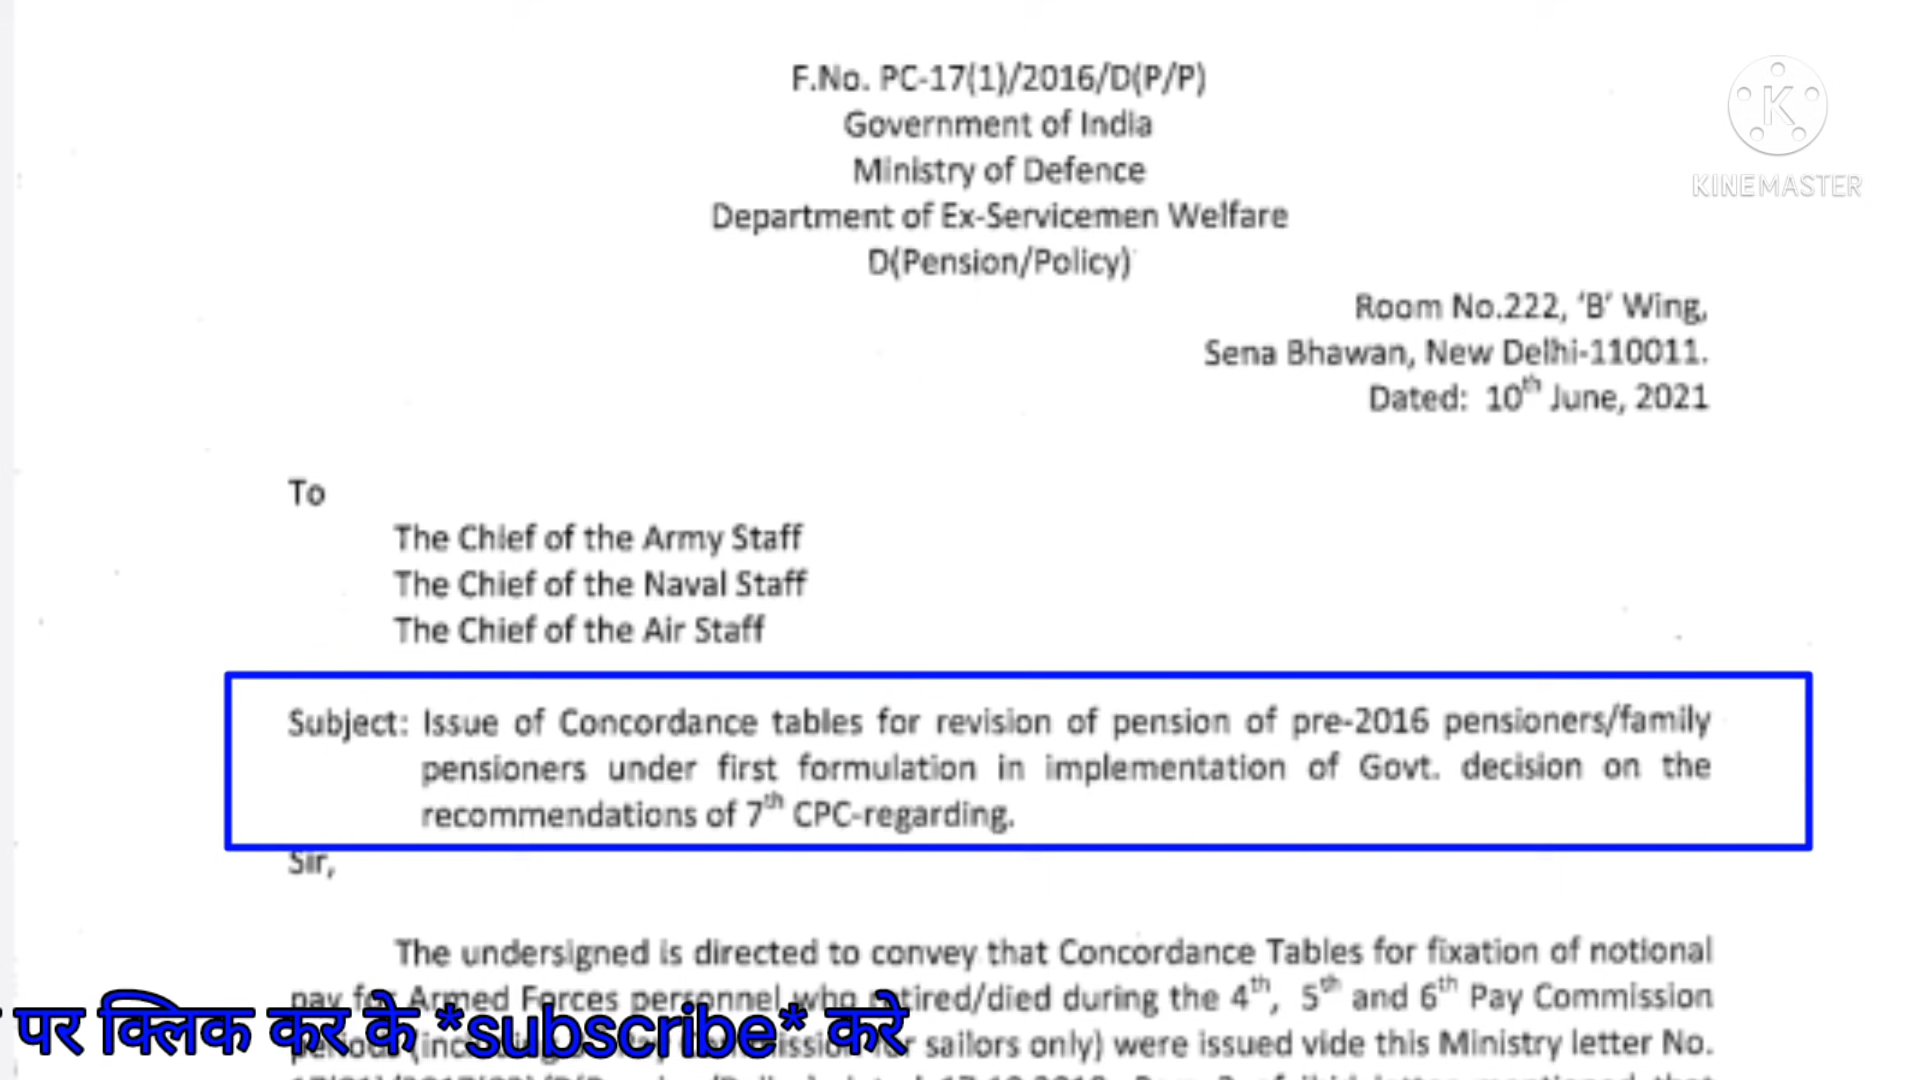 F.No. PC-17(1)/2016/D(P/P)
Government of India
Ministry of Defence
Department of Ex-Servicemen Welfare
D(Pension/Policy)
K
KINEMASTER
Room No.222, ‘B’ Wing,
Sena Bhawan, New Delhi-110011.
Dated: 10th June, 2021
To
The Chief of the Army Staff
The Chief of the Naval Staff
The Chief of the Air Staff
Subject: Issue of Concordance tables for revision of pension of pre-2016 pensioners/family
pensioners under first formulation in implementation of Govt. decision on the
recommendations of 7th CPC-regarding.
Sir,
The undersigned is directed to convey that Concordance Tables for fixation of notional
pay for Armed Forces personnel who retired/died during the 4th, 5th and 6th Pay Commission
sailors only) were issued vide this Ministry letter No.
पर क्लिक कर के *subscribe* करे